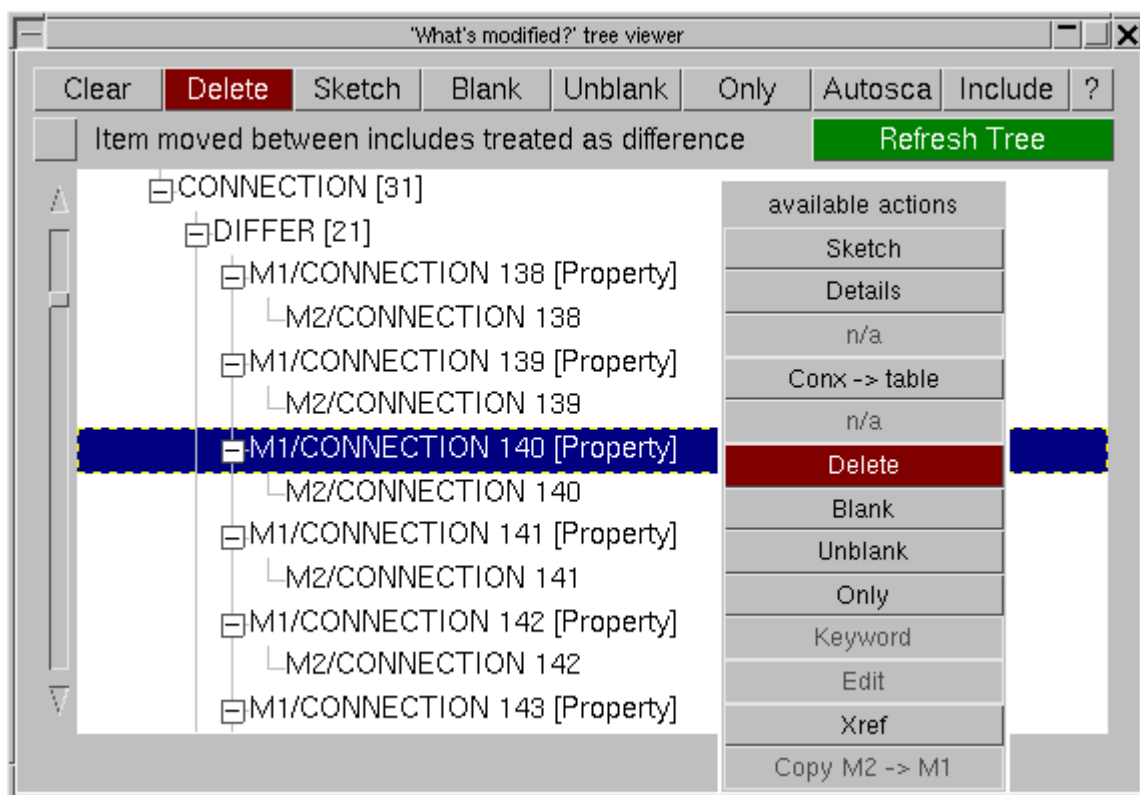 'What's modified?' tree viewer
Clear Delete Sketch Blank Unblank Only Autosca Include ?
Item moved between includes treated as difference Refresh Tree
CONNECTION [31]
DIFFER [21]
M1/CONNECTION 138 [Property]
M2/CONNECTION 138
M1/CONNECTION 139 [Property]
M2/CONNECTION 139
M1/CONNECTION 140 [Property]
M2/CONNECTION 140
M1/CONNECTION 141 [Property]
M2/CONNECTION 141
M1/CONNECTION 142 [Property]
M2/CONNECTION 142
M1/CONNECTION 143 [Property]
available actions
Sketch
Details
n/a
Conx -> table
n/a
Delete
Blank
Unblank
Only
Keyword
Edit
Xref
Copy M2 -> M1